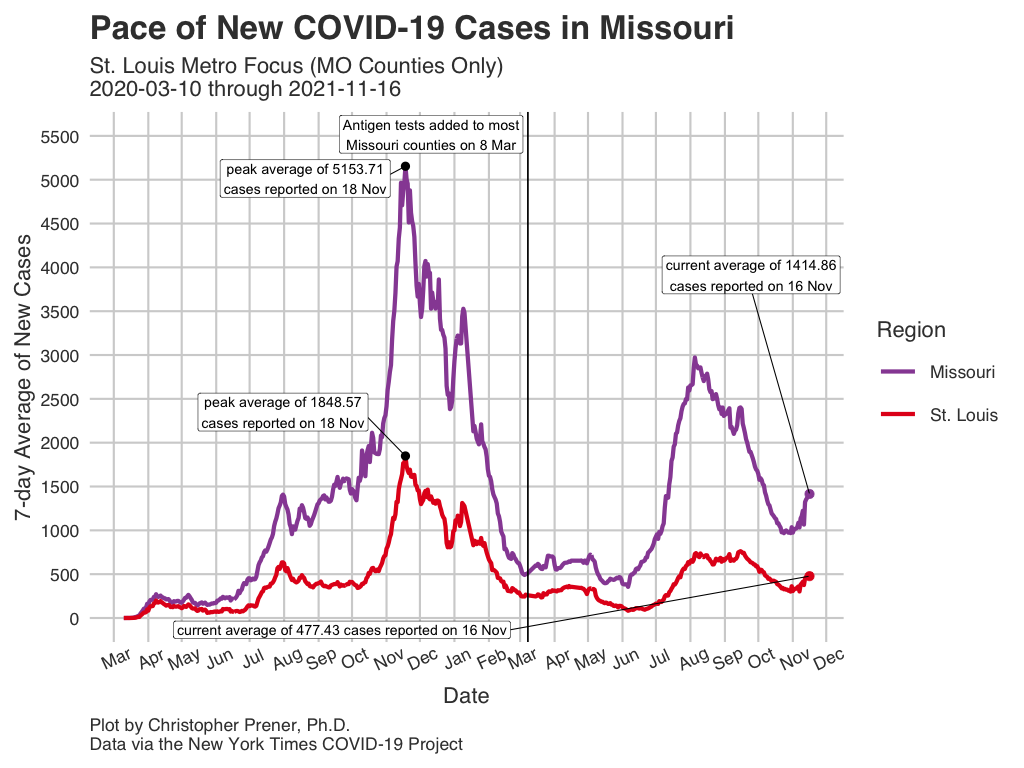 Pace of New COVID-19 Cases in Missouri
St. Louis Metro Focus (MO Counties Only)
2020-03-10 through 2021-11-16
Antigen tests added to most
Missouri counties on 8 Mar
peak average of 5153.71
cases reported on 18 Nov
current average of 1414.86
cases reported on 16 Nov
peak average of 1848.57
cases reported on 18 Nov
current average of 477.43 cases reported on 16 Nov
7-day Average of New Cases
5500
5000
4500
4000
3500
3000
2500
2000
1500
1000
500
0
Mar Apr May Jun Jul Aug Sep Oct Nov Dec Jan Feb Mar Apr May Jun Jul Aug Sep Oct Nov Dec
Date
Region
Missouri
St. Louis
Plot by Christopher Prener, Ph.D.
Data via the New York Times COVID-19 Project